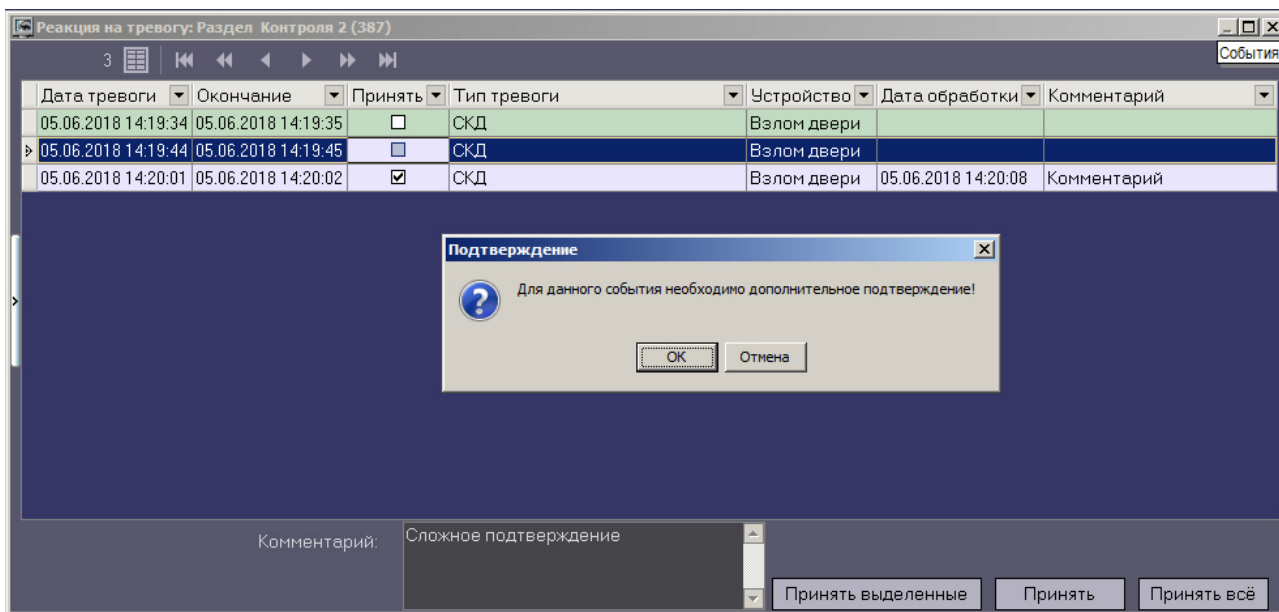 Реакция на тревогу: Раздел Контроля 2 (387)
3
События
Дата тревоги Окончание Принять Тип тревоги Устройство Дата обработки Комментарий
05.06.2018 14:19:34 05.06.2018 14:19:35 СКД Взлом двери
05.06.2018 14:19:44 05.06.2018 14:19:45 СКД Взлом двери
05.06.2018 14:20:01 05.06.2018 14:20:02 СКД Взлом двери 05.06.2018 14:20:08 Комментарий
Подтверждение
Для данного события необходимо дополнительное подтверждение!
OK Отмена
Комментарий: Сложное подтверждение
Принять выделенные Принять Принять всё